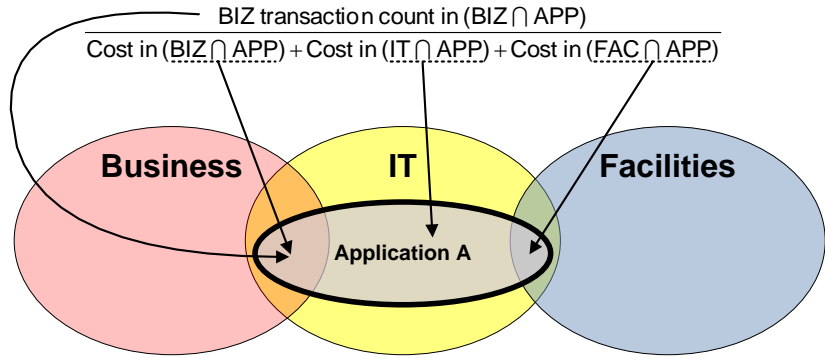 BIZ transaction count in (BIZ ⋂ APP)
Cost in (BIZ ⋂ APP) + Cost in (IT ⋂ APP) + Cost in (FAC ⋂ APP)
Business IT Facilities
Application A